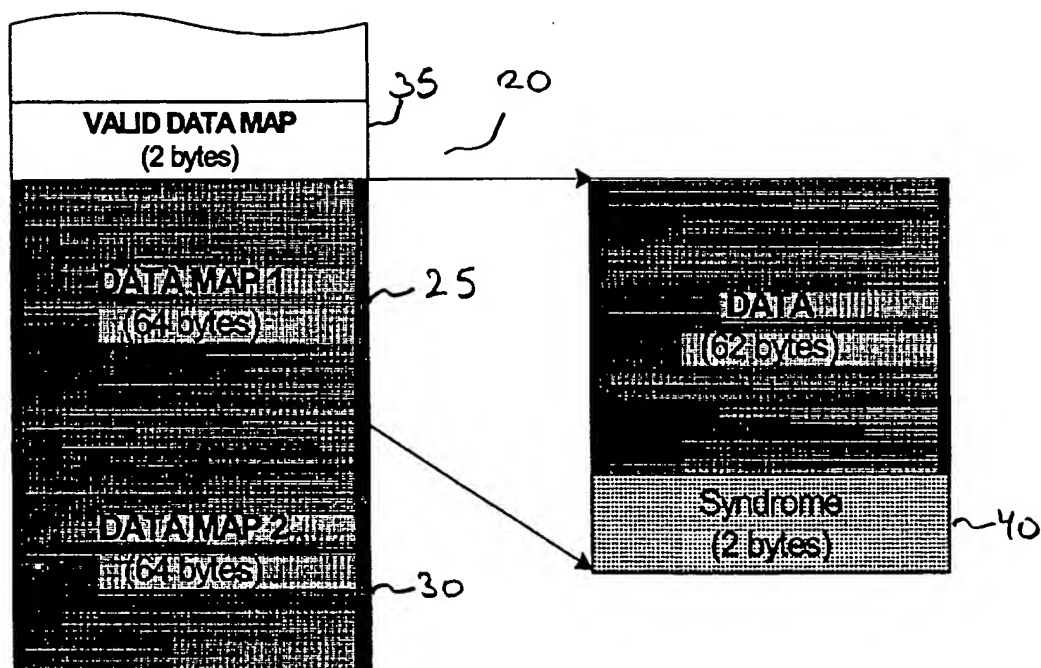 35
20
VALID DATA MAP
(2 bytes)
DATA MAP 1
(64 bytes)
25
DATA
(62 bytes)
DATA MAP 2
(64 bytes)
30
Syndrome
(2 bytes)
40